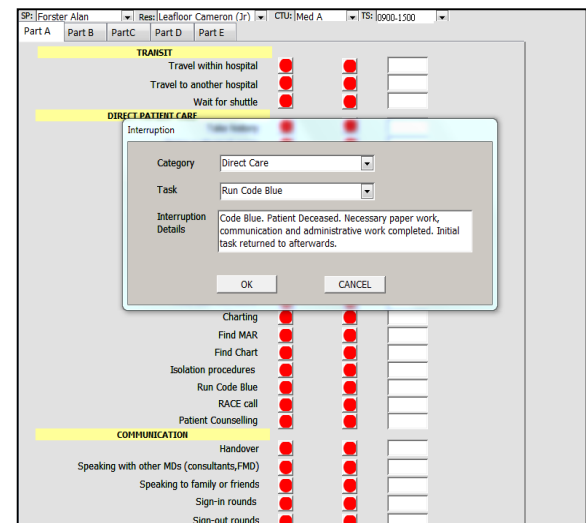 SP: Forster Alan Res: Leafloor Cameron (Jr) CTU: Med A TS: 0900-1500
Part A Part B PartC Part D Part E
TRANSIT
Travel within hospital
Travel to another hospital
Wait for shuttle
DIRECT PATIENT CARE
Take history
Interruption
Category Direct Care
Task Run Code Blue
Interruption Details
Code Blue. Patient Deceased. Necessary paper work,
communication and administrative work completed. Initial
task returned to afterwards.
OK CANCEL
Charting
Find MAR
Find Chart
Isolation procedures
Run Code Blue
RACE call
Patient Counselling
COMMUNICATION
Handover
Speaking with other MDs (consultants,FMD)
Speaking to family or friends
Sign-in rounds
Sign-out rounds